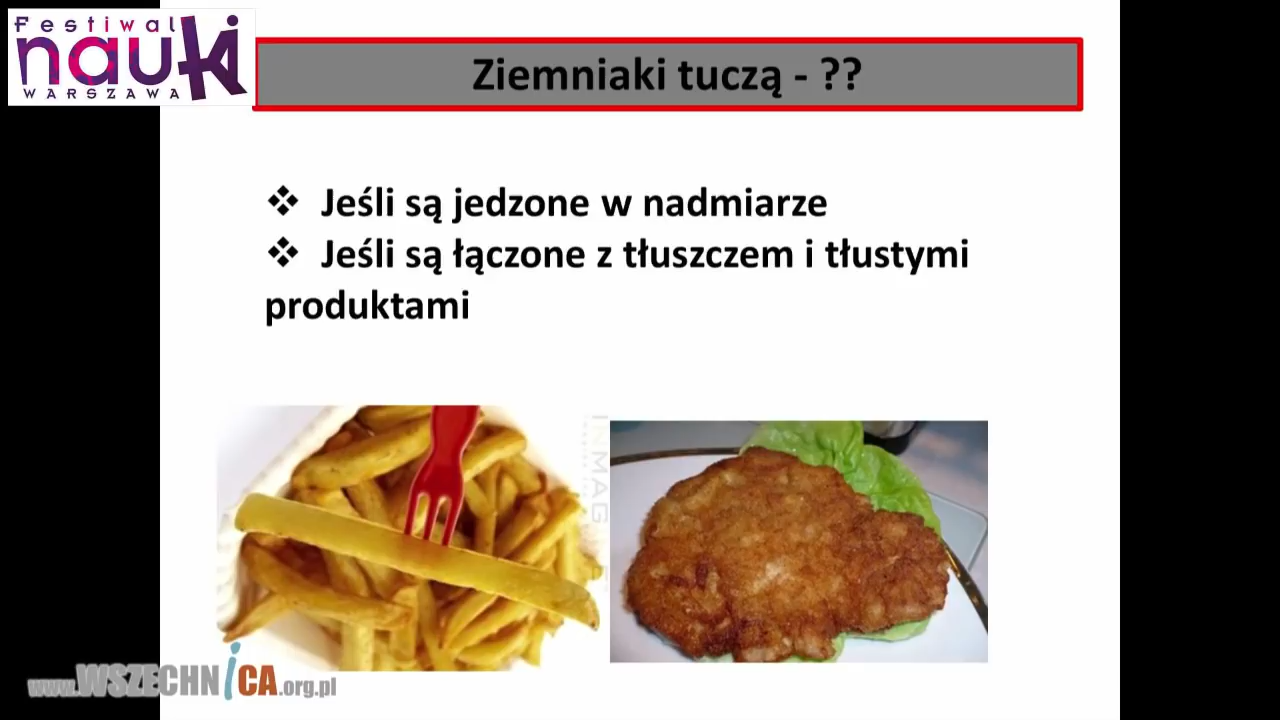 Festiwal
nauki
WARSZAWA
Ziemniaki tuczą - ??
❖ Jeśli są jedzone w nadmiarze
❖ Jeśli są łączone z tłuszczem i tłustymi
produktami
INMAG
www.WSZECHNiCA.org.pl